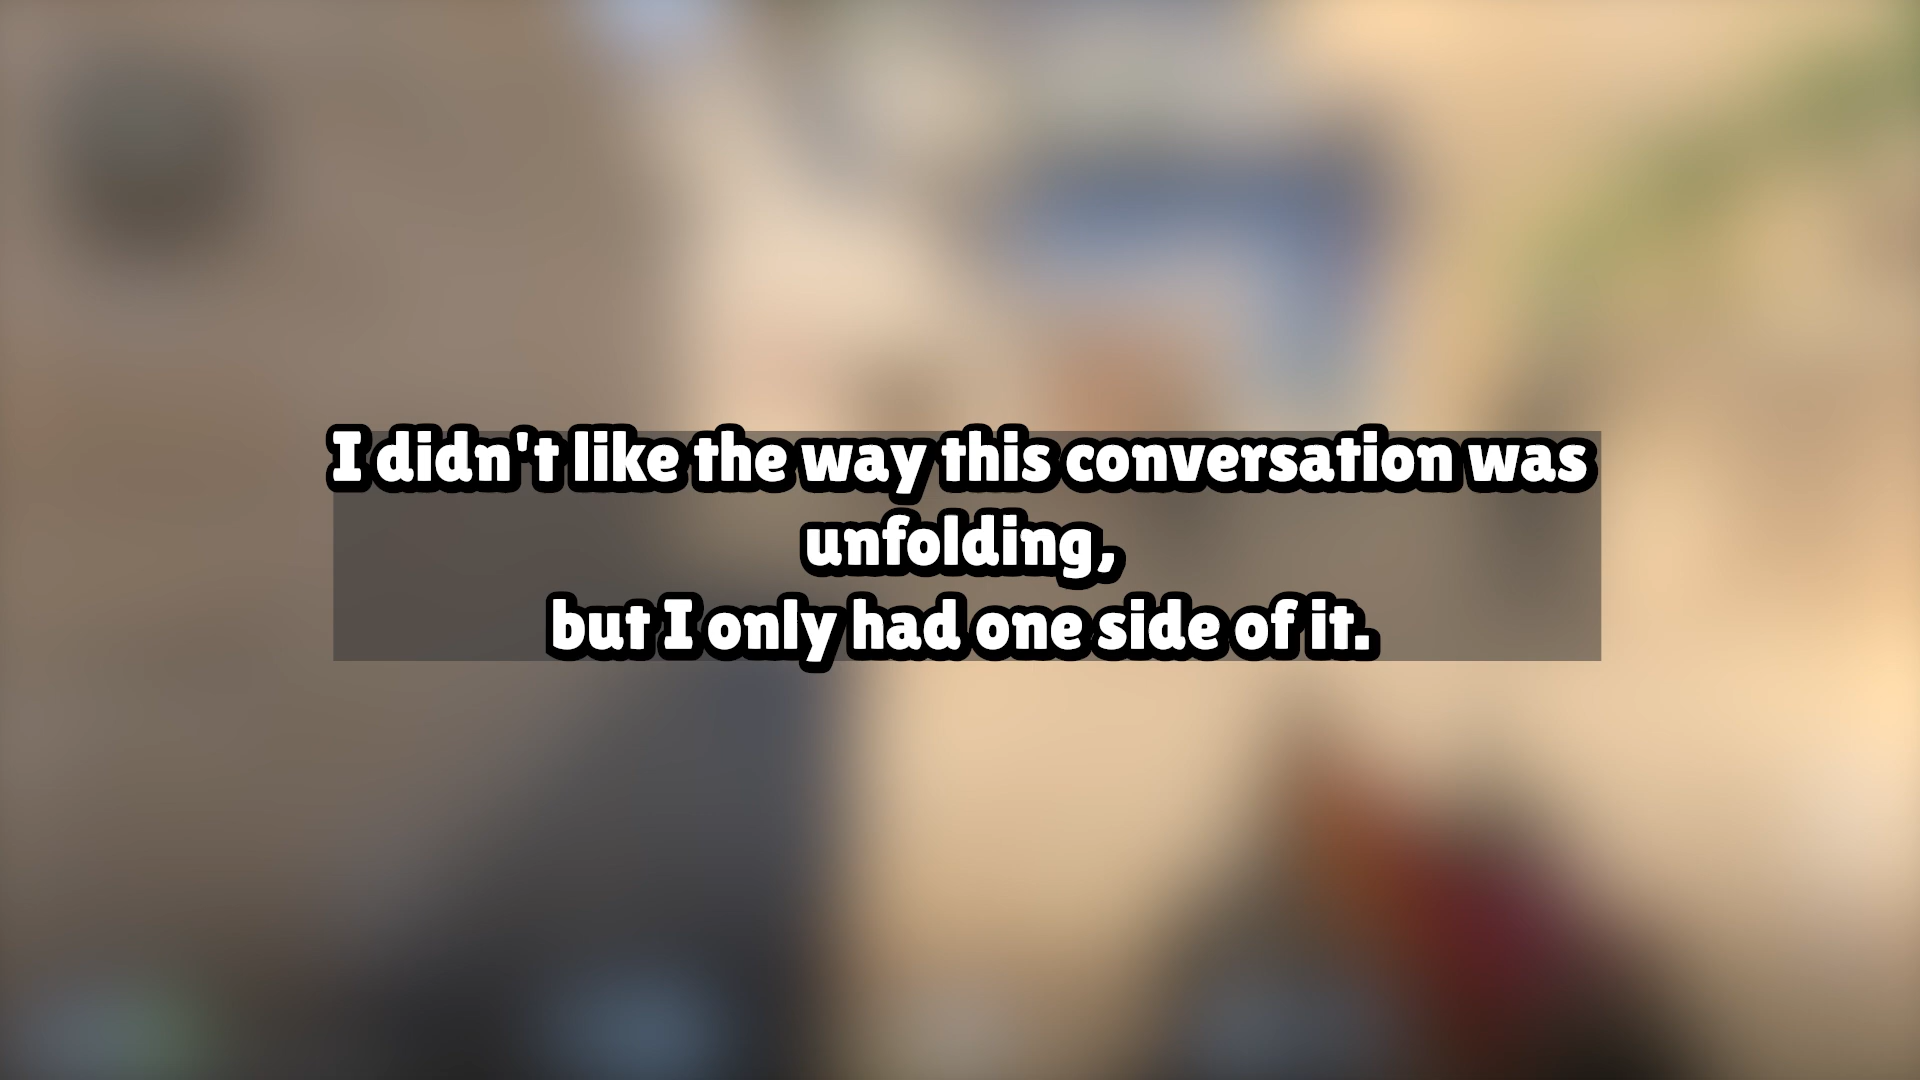 I didn't like the way this conversation was
unfolding,
but I only had one side of it.